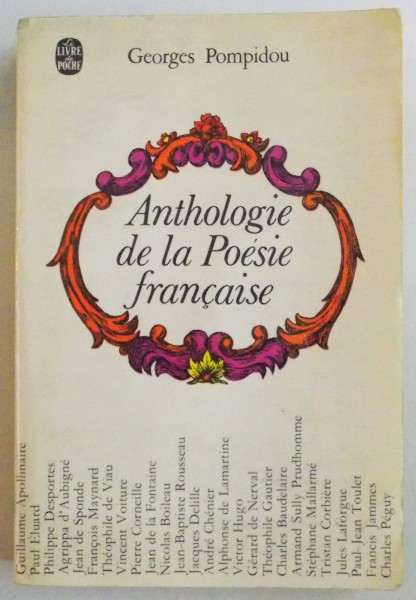 Le
LIVRE
de
POCHE
Georges Pompidou
Anthologie
de la Poésie
française
Guillaume Apollinaire
Paul Eluard
Philippe Desportes
Agrippa d'Aubigné
Jean de Sponde
François Maynard
Théophile de Viau
Vincent Voiture
Pierre Corneille
Jean de la Fontaine
Nicolas Boileau
Jean-Baptiste Rousseau
Jacques Delille
André Chénier
Alphonse de Lamartine
Victor Hugo
Gérard de Nerval
Théophile Gautier
Charles Baudelaire
Armand Sully Prudhomme
Stéphane Mallarmé
Tristan Corbière
Jules Laforgue
Paul-Jean Toulet
Francis Jammes
Charles Péguy